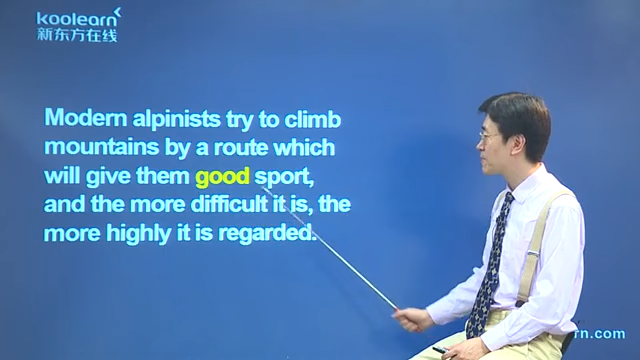 koolearn
新东方在线
Modern alpinists try to climb
mountains by a route which
will give them good sport,
and the more difficult it is, the
more highly it is regarded.
rn.com